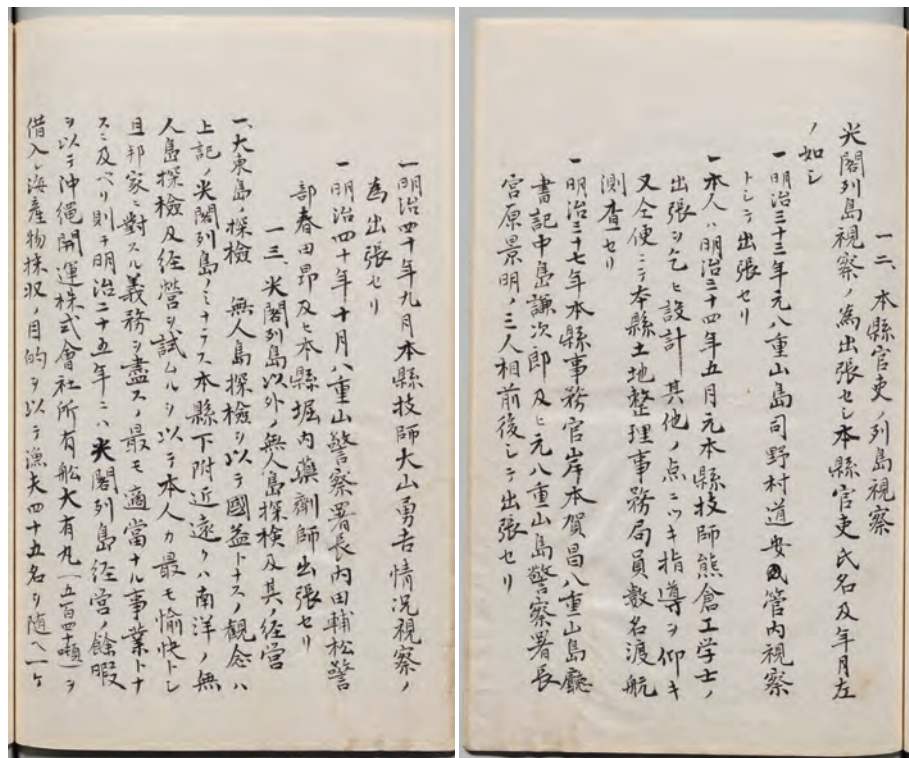 一二、本縣官吏ノ列島視察
尖閣列島視察ノ為出張セシ本縣官吏氏名及年月左
ノ如シ
一明治三十三年元八重山島司野村道安管内視察
トシテ出張セリ
一本人ハ明治三十四年五月元本縣技師熊倉工学士ノ
出張ヲ乞ヒ設計其他ノ点ニツキ指導ヲ仰キ
又仝便ニテ本縣土地整理事務局員數名渡航
測査セリ
一明治三十七年本縣事務官岸本賀昌八重山島廳
書記中島謙次郎及ヒ元八重山島警察署長
宮原景明ノ三人相前後シテ出張セリ
一明治四十年九月本縣技師大山勇吉情况視察ノ
為出張セリ
一明治四十年十月八重山警察署長内田輔松警
部春田昂及ヒ本縣堀内藥劑師出張セリ
一三、尖閣列島以外ノ無人島探検及其ノ経営
一、大東島ノ探檢 無人島探檢ヲ以テ國益トナスノ観念ハ
上記ノ尖閣列島ノミナラス本縣下附近遠クハ南洋ノ無
人島探檢及経營ヲ試ムルヲ以テ本人カ最モ愉快トシ
且邦家ニ對スル義務ヲ盡スノ最モ適當ナル事業トナ
スニ及ベリ則チ明治二十五年ニハ尖閣列島経営ノ餘暇
ヲ以テ沖縄開運株式會社所有船大有丸(五百四十噸)ヲ
借入レ海産物採収ノ目的ヲ以テ漁夫四十五名ヲ随ヘ一ヶ